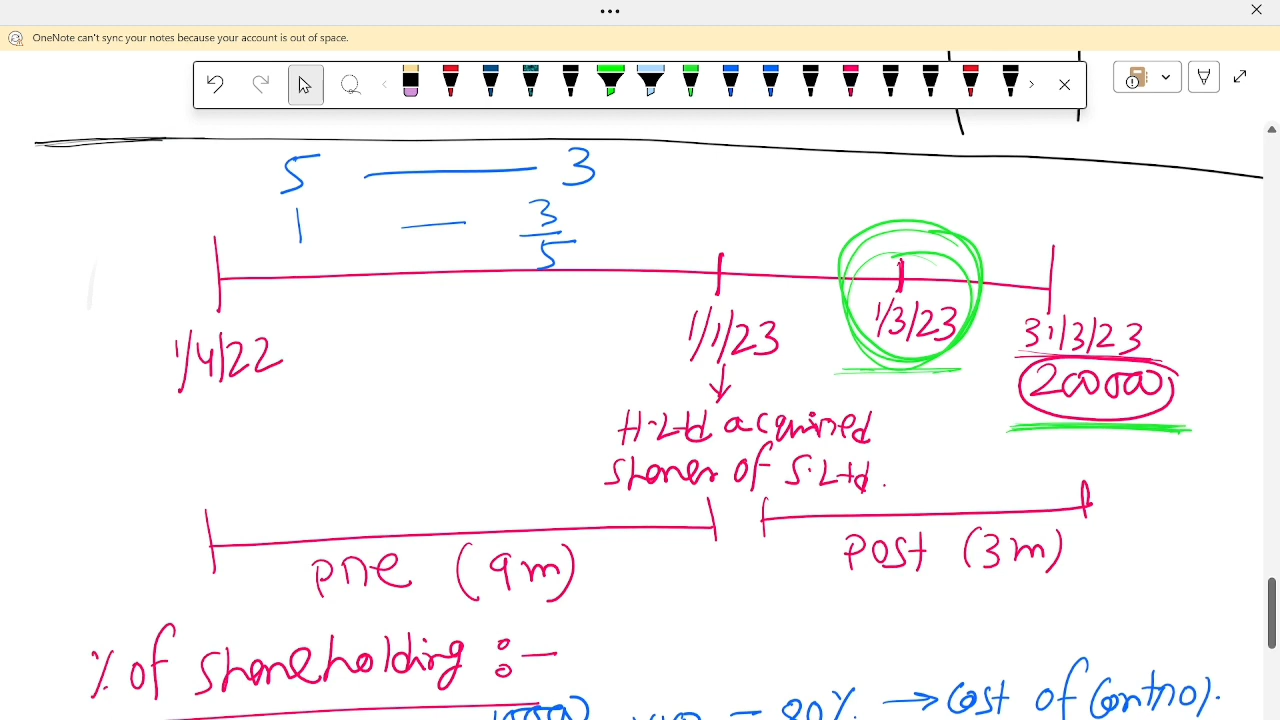 OneNote can't sync your notes because your account is out of space.
5 — 3
1 — 3/5
1/4/22 1/1/23 1/3/23 31/3/23
200000
H.Ltd acquired
shares of S.Ltd.
pre (9m) post (3m)
% of shareholding :-
= 80% → cost of control.